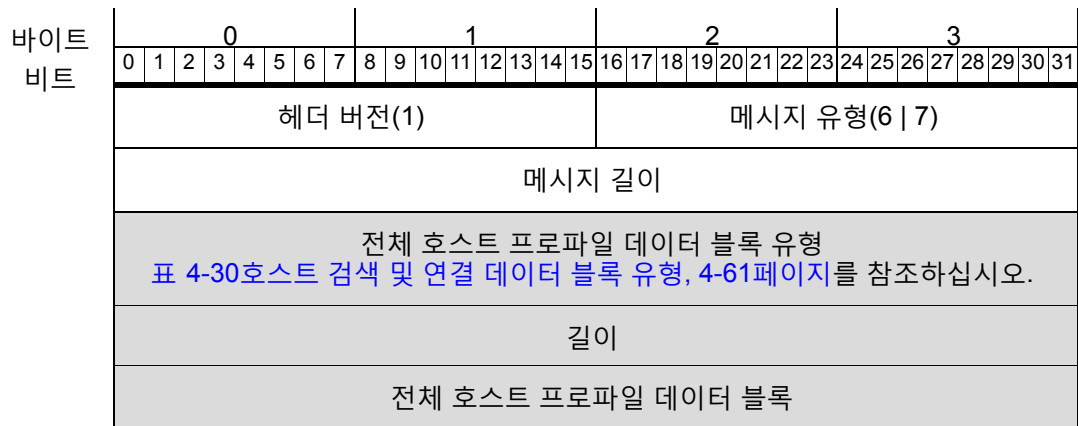 바이트 0 1 2 3
비트 0 1 2 3 4 5 6 7 8 9 10 11 12 13 14 15 16 17 18 19 20 21 22 23 24 25 26 27 28 29 30 31
헤더 버전(1) 메시지 유형(6 | 7)
메시지 길이
전체 호스트 프로파일 데이터 블록 유형
표 4-30호스트 검색 및 연결 데이터 블록 유형, 4-61페이지를 참조하십시오.
길이
전체 호스트 프로파일 데이터 블록